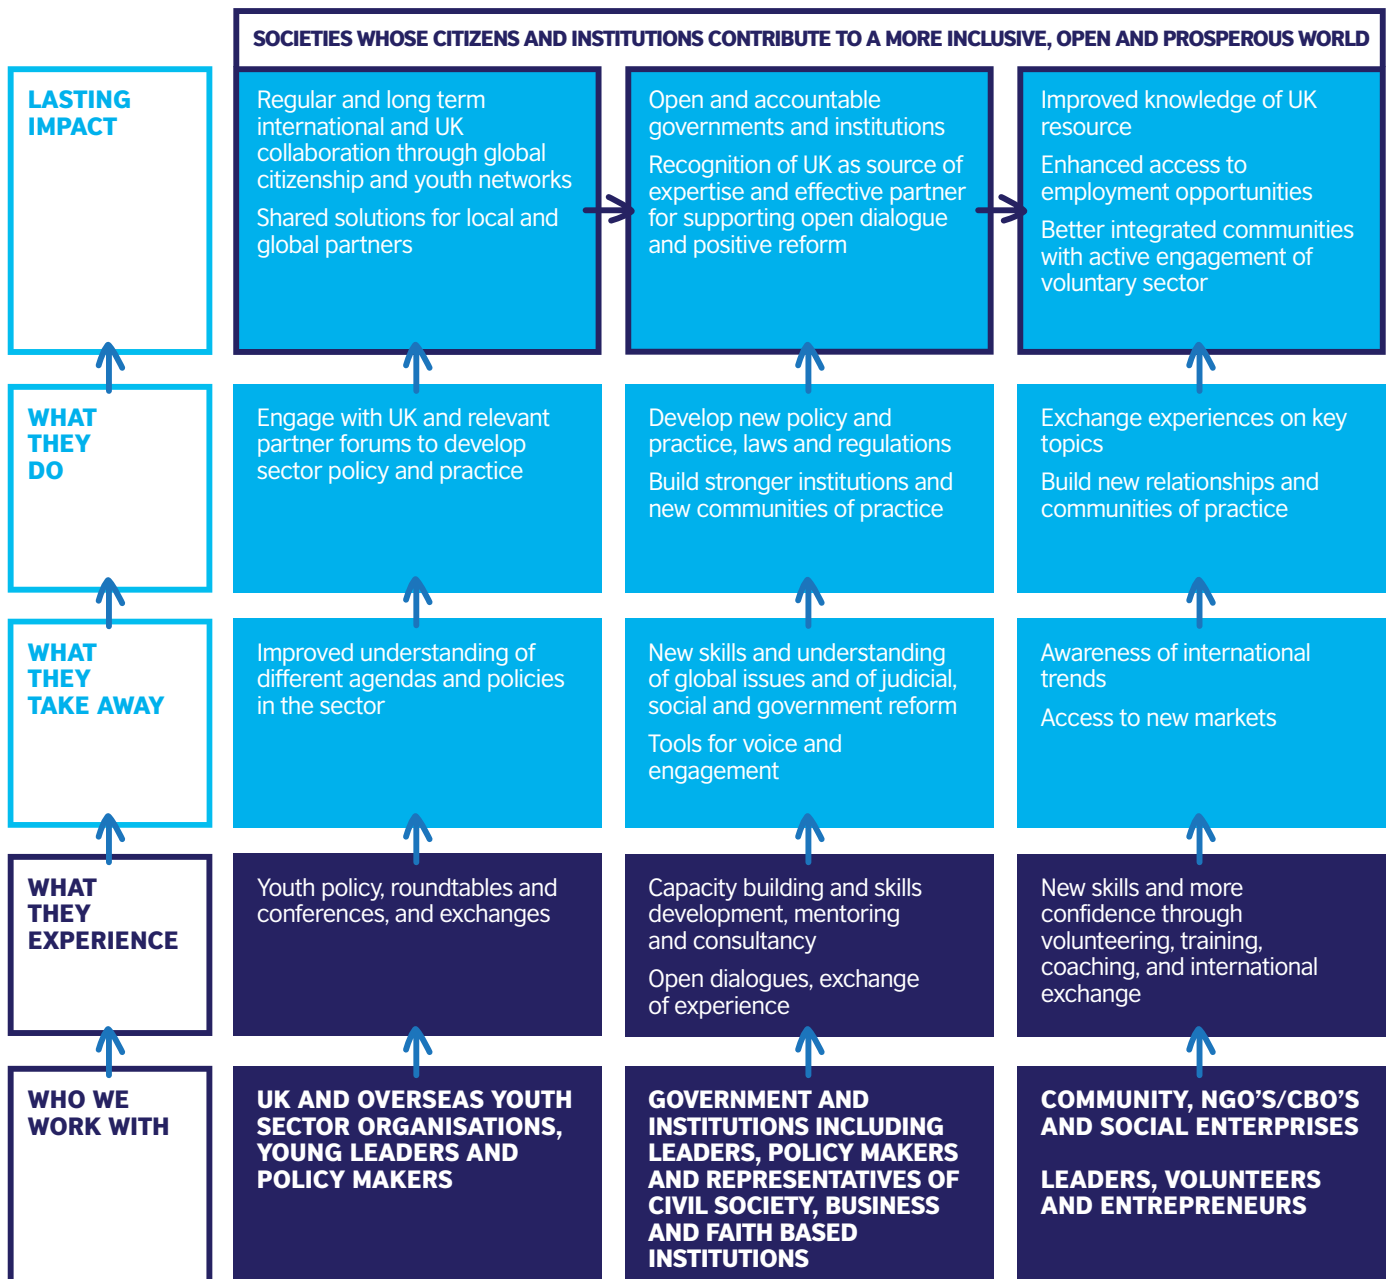 SOCIETIES WHOSE CITIZENS AND INSTITUTIONS CONTRIBUTE TO A MORE INCLUSIVE, OPEN AND PROSPEROUS WORLD
LASTING
IMPACT
Regular and long term
international and UK
collaboration through global
citizenship and youth networks
Shared solutions for local and
global partners
Open and accountable
governments and institutions
Recognition of UK as source of
expertise and effective partner
for supporting open dialogue
and positive reform
Improved knowledge of UK
resource
Enhanced access to
employment opportunities
Better integrated communities
with active engagement of
voluntary sector
WHAT
THEY
DO
Engage with UK and relevant
partner forums to develop
sector policy and practice
Develop new policy and
practice, laws and regulations
Build stronger institutions and
new communities of practice
Exchange experiences on key
topics
Build new relationships and
communities of practice
WHAT
THEY
TAKE AWAY
Improved understanding of
different agendas and policies
in the sector
New skills and understanding
of global issues and of judicial,
social and government reform
Tools for voice and
engagement
Awareness of international
trends
Access to new markets
WHAT
THEY
EXPERIENCE
Youth policy, roundtables and
conferences, and exchanges
Capacity building and skills
development, mentoring
and consultancy
Open dialogues, exchange
of experience
New skills and more
confidence through
volunteering, training,
coaching, and international
exchange
WHO WE
WORK WITH
UK AND OVERSEAS YOUTH
SECTOR ORGANISATIONS,
YOUNG LEADERS AND
POLICY MAKERS
GOVERNMENT AND
INSTITUTIONS INCLUDING
LEADERS, POLICY MAKERS
AND REPRESENTATIVES OF
CIVIL SOCIETY, BUSINESS
AND FAITH BASED
INSTITUTIONS
COMMUNITY, NGO'S/CBO'S
AND SOCIAL ENTERPRISES
LEADERS, VOLUNTEERS
AND ENTREPRENEURS